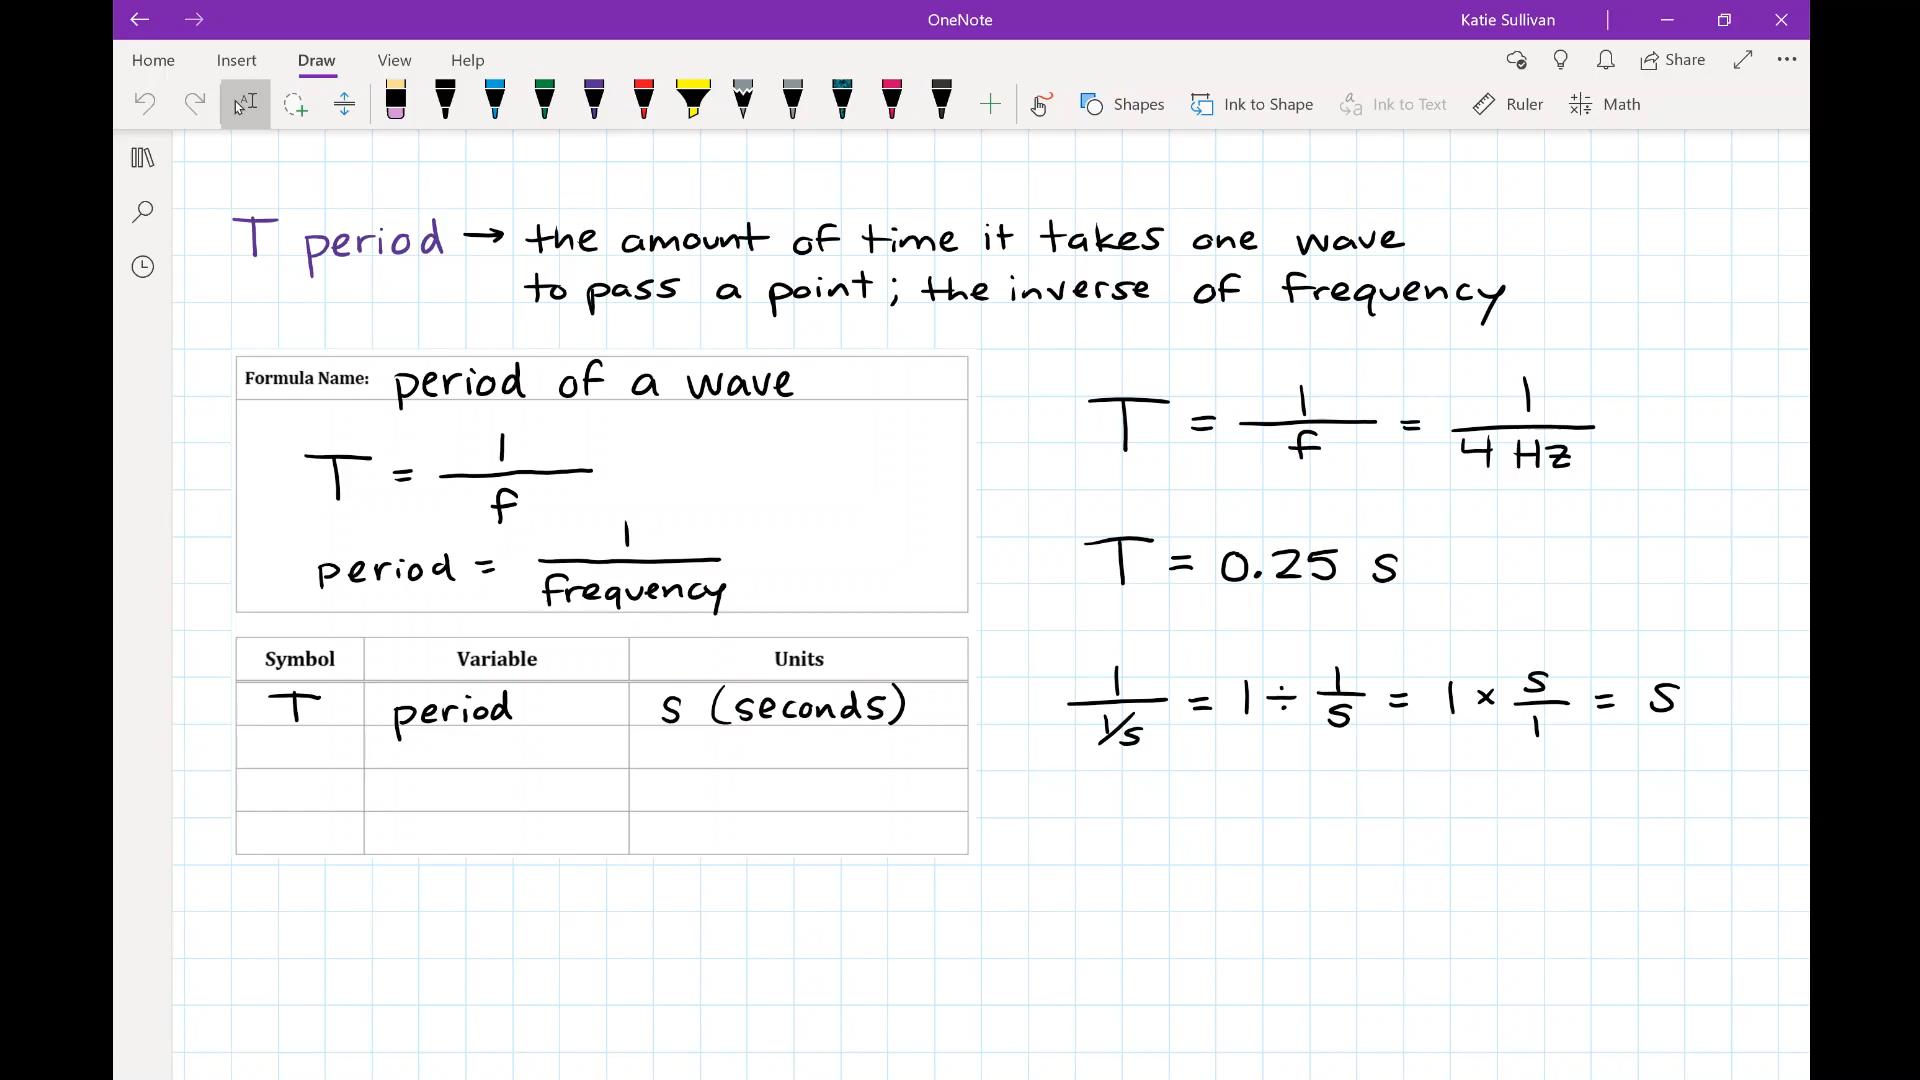 OneNote
Katie Sullivan
Home Insert Draw View Help
Share
Shapes Ink to Shape Ink to Text Ruler Math
T period → the amount of time it takes one wave
to pass a point; the inverse of frequency
Formula Name: period of a wave
T = 1/f
period = 1/frequency
Symbol Variable Units
T period s (seconds)
T = 1/f = 1/4 Hz
T = 0.25 s
1/(1/s) = 1 ÷ 1/s = 1 × s/1 = s